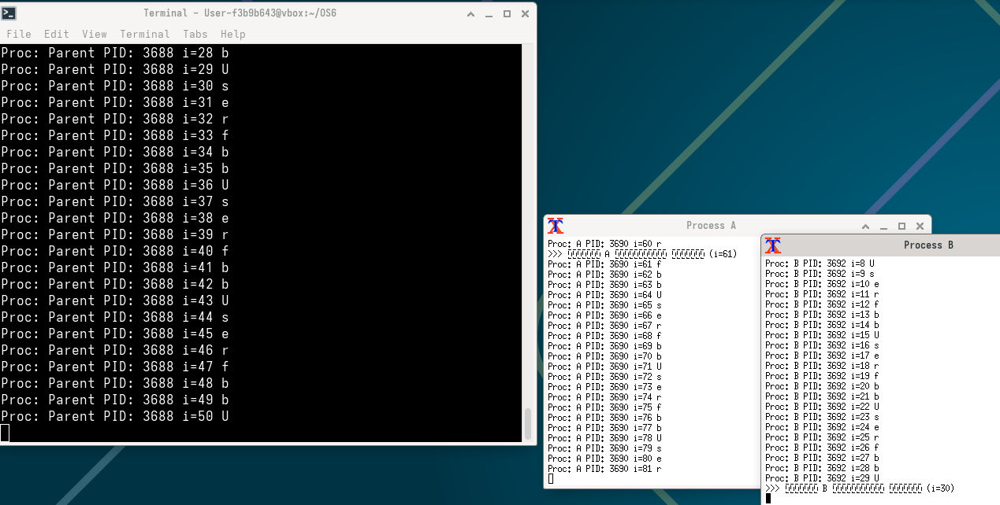 Terminal - User-f3b9b643@vbox:~/OS6
File Edit View Terminal Tabs Help
Proc: Parent PID: 3688 i=28 b
Proc: Parent PID: 3688 i=29 U
Proc: Parent PID: 3688 i=30 s
Proc: Parent PID: 3688 i=31 e
Proc: Parent PID: 3688 i=32 r
Proc: Parent PID: 3688 i=33 f
Proc: Parent PID: 3688 i=34 b
Proc: Parent PID: 3688 i=35 b
Proc: Parent PID: 3688 i=36 U
Proc: Parent PID: 3688 i=37 s
Proc: Parent PID: 3688 i=38 e
Proc: Parent PID: 3688 i=39 r
Proc: Parent PID: 3688 i=40 f
Proc: Parent PID: 3688 i=41 b
Proc: Parent PID: 3688 i=42 b
Proc: Parent PID: 3688 i=43 U
Proc: Parent PID: 3688 i=44 s
Proc: Parent PID: 3688 i=45 e
Proc: Parent PID: 3688 i=46 r
Proc: Parent PID: 3688 i=47 f
Proc: Parent PID: 3688 i=48 b
Proc: Parent PID: 3688 i=49 b
Proc: Parent PID: 3688 i=50 U
Process A
Proc: A PID: 3690 i=60 r
>>> A (i=61)
Proc: A PID: 3690 i=61 f
Proc: A PID: 3690 i=62 b
Proc: A PID: 3690 i=63 b
Proc: A PID: 3690 i=64 U
Proc: A PID: 3690 i=65 s
Proc: A PID: 3690 i=66 e
Proc: A PID: 3690 i=67 r
Proc: A PID: 3690 i=68 f
Proc: A PID: 3690 i=69 b
Proc: A PID: 3690 i=70 b
Proc: A PID: 3690 i=71 U
Proc: A PID: 3690 i=72 s
Proc: A PID: 3690 i=73 e
Proc: A PID: 3690 i=74 r
Proc: A PID: 3690 i=75 f
Proc: A PID: 3690 i=76 b
Proc: A PID: 3690 i=77 b
Proc: A PID: 3690 i=78 U
Proc: A PID: 3690 i=79 s
Proc: A PID: 3690 i=80 e
Proc: A PID: 3690 i=81 r
Process B
Proc: B PID: 3692 i=8 U
Proc: B PID: 3692 i=9 s
Proc: B PID: 3692 i=10 e
Proc: B PID: 3692 i=11 r
Proc: B PID: 3692 i=12 f
Proc: B PID: 3692 i=13 b
Proc: B PID: 3692 i=14 b
Proc: B PID: 3692 i=15 U
Proc: B PID: 3692 i=16 s
Proc: B PID: 3692 i=17 e
Proc: B PID: 3692 i=18 r
Proc: B PID: 3692 i=19 f
Proc: B PID: 3692 i=20 b
Proc: B PID: 3692 i=21 b
Proc: B PID: 3692 i=22 U
Proc: B PID: 3692 i=23 s
Proc: B PID: 3692 i=24 e
Proc: B PID: 3692 i=25 r
Proc: B PID: 3692 i=26 f
Proc: B PID: 3692 i=27 b
Proc: B PID: 3692 i=28 b
Proc: B PID: 3692 i=29 U
>>> B (i=30)